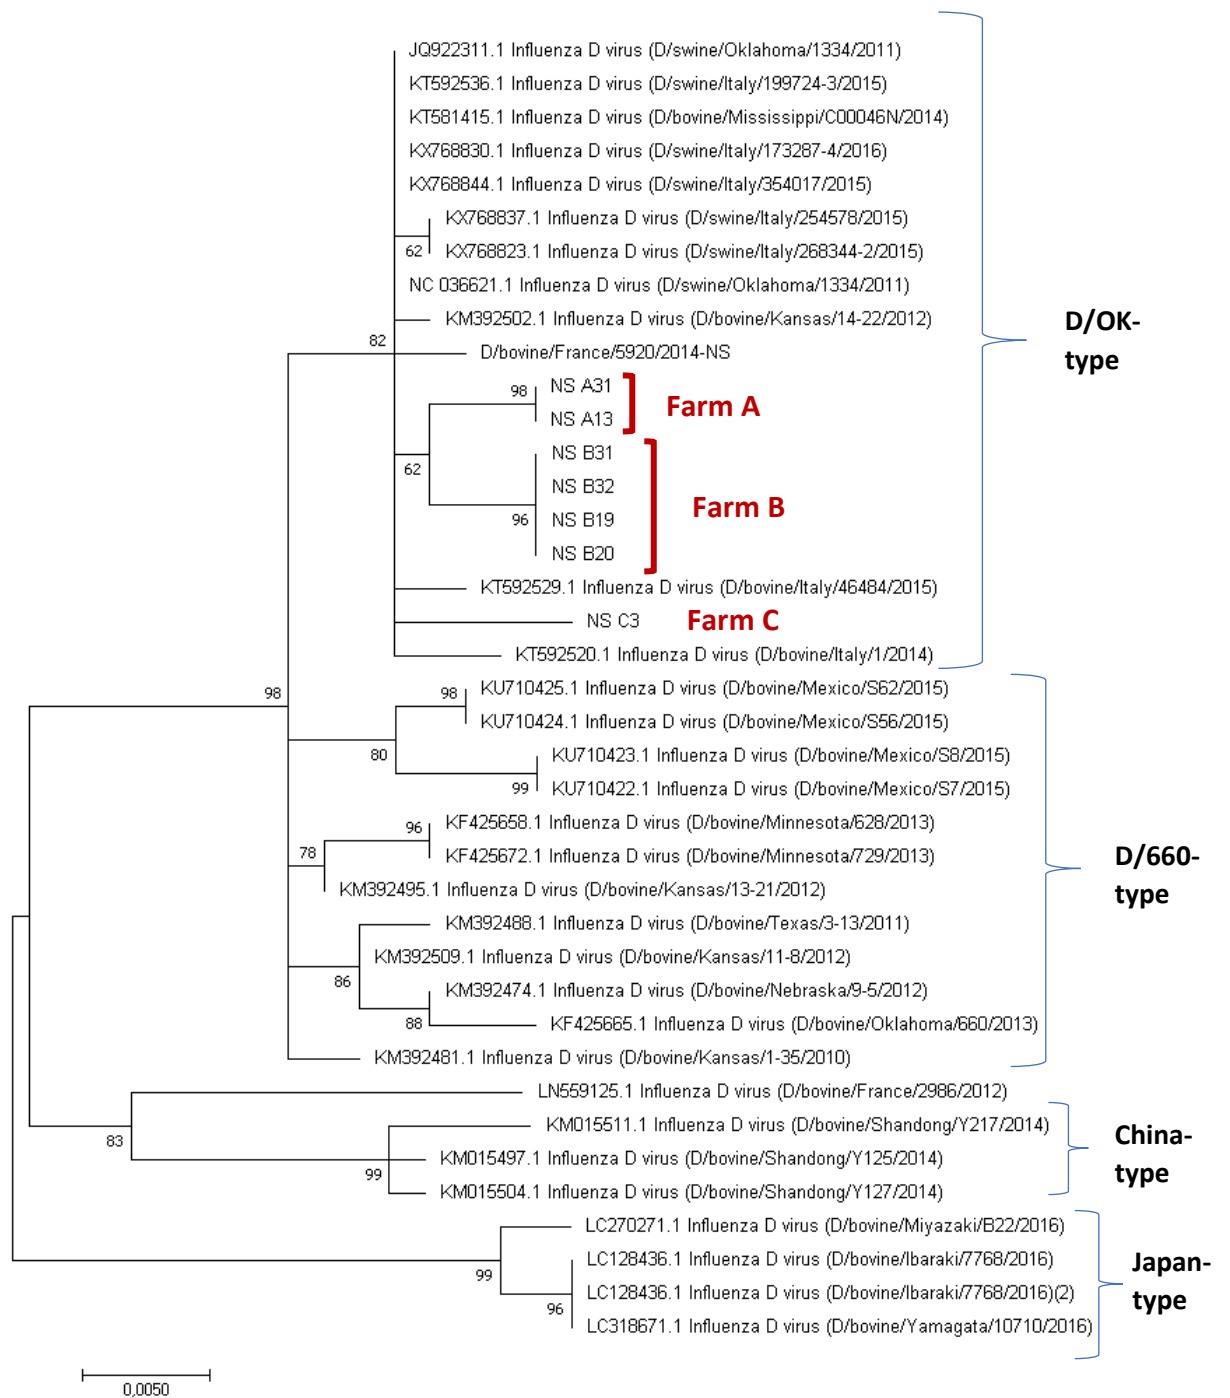 JQ922311.1 Influenza D virus (D/swine/Oklahoma/1334/2011)
KT592536.1 Influenza D virus (D/swine/Italy/199724-3/2015)
KT581415.1 Influenza D virus (D/bovine/Mississippi/C00046N/2014)
KX768830.1 Influenza D virus (D/swine/Italy/173287-4/2016)
KX768844.1 Influenza D virus (D/swine/Italy/354017/2015)
KX768837.1 Influenza D virus (D/swine/Italy/254578/2015)
62
KX768823.1 Influenza D virus (D/swine/Italy/268344-2/2015)
NC 036621.1 Influenza D virus (D/swine/Oklahoma/1334/2011)
KM392502.1 Influenza D virus (D/bovine/Kansas/14-22/2012)
D/OK-
type
82
D/bovine/France/5920/2014-NS
98
NS A31
NS A13
Farm A
62
NS B31
NS B32
96
NS B19
NS B20
Farm B
KT592529.1 Influenza D virus (D/bovine/Italy/46484/2015)
NS C3
Farm C
KT592520.1 Influenza D virus (D/bovine/Italy/1/2014)
98
98
KU710425.1 Influenza D virus (D/bovine/Mexico/S62/2015)
KU710424.1 Influenza D virus (D/bovine/Mexico/S56/2015)
80
KU710423.1 Influenza D virus (D/bovine/Mexico/S8/2015)
99
KU710422.1 Influenza D virus (D/bovine/Mexico/S7/2015)
96
KF425658.1 Influenza D virus (D/bovine/Minnesota/628/2013)
78
KF425672.1 Influenza D virus (D/bovine/Minnesota/729/2013)
D/660-
type
KM392495.1 Influenza D virus (D/bovine/Kansas/13-21/2012)
KM392488.1 Influenza D virus (D/bovine/Texas/3-13/2011)
KM392509.1 Influenza D virus (D/bovine/Kansas/11-8/2012)
86
KM392474.1 Influenza D virus (D/bovine/Nebraska/9-5/2012)
88
KF425665.1 Influenza D virus (D/bovine/Oklahoma/660/2013)
KM392481.1 Influenza D virus (D/bovine/Kansas/1-35/2010)
LN559125.1 Influenza D virus (D/bovine/France/2986/2012)
83
KM015511.1 Influenza D virus (D/bovine/Shandong/Y217/2014)
KM015497.1 Influenza D virus (D/bovine/Shandong/Y125/2014)
99
KM015504.1 Influenza D virus (D/bovine/Shandong/Y127/2014)
China-
type
LC270271.1 Influenza D virus (D/bovine/Miyazaki/B22/2016)
LC128436.1 Influenza D virus (D/bovine/Ibaraki/7768/2016)
99
LC128436.1 Influenza D virus (D/bovine/Ibaraki/7768/2016)(2)
96
LC318671.1 Influenza D virus (D/bovine/Yamagata/10710/2016)
Japan-
type
0,0050